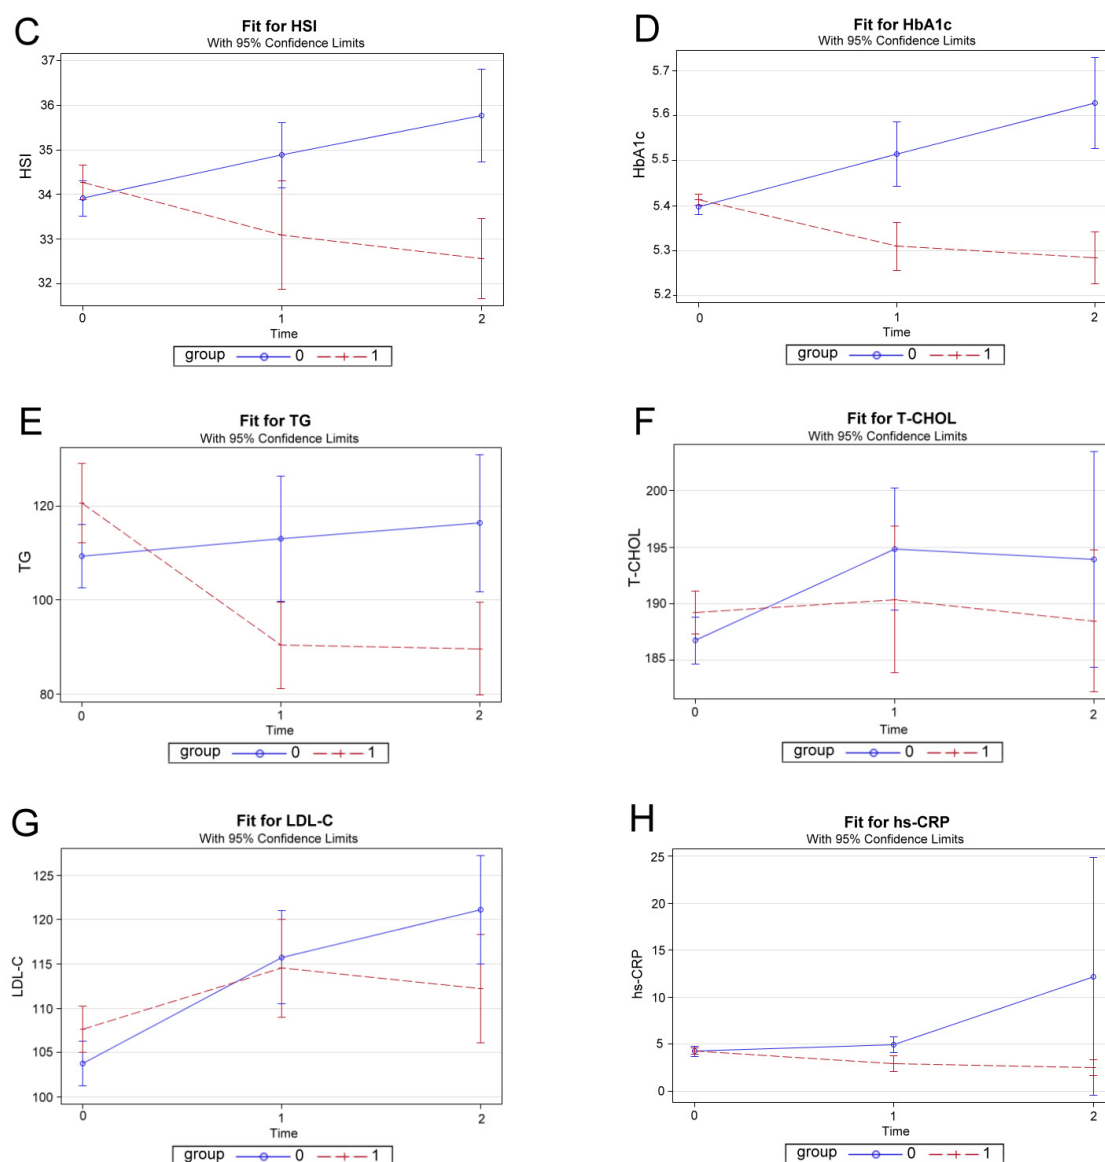 C
Fit for HSI
With 95% Confidence Limits
37
36
35
34
33
32
HSI
0 1 2
Time
group 0 1
D
Fit for HbA1c
With 95% Confidence Limits
5.7
5.6
5.5
5.4
5.3
5.2
HbA1c
0 1 2
Time
group 0 1
E
Fit for TG
With 95% Confidence Limits
120
100
80
TG
0 1 2
Time
group 0 1
F
Fit for T-CHOL
With 95% Confidence Limits
200
195
190
185
T-CHOL
0 1 2
Time
group 0 1
G
Fit for LDL-C
With 95% Confidence Limits
125
120
115
110
105
100
LDL-C
0 1 2
Time
group 0 1
H
Fit for hs-CRP
With 95% Confidence Limits
25
20
15
10
5
0
hs-CRP
0 1 2
Time
group 0 1